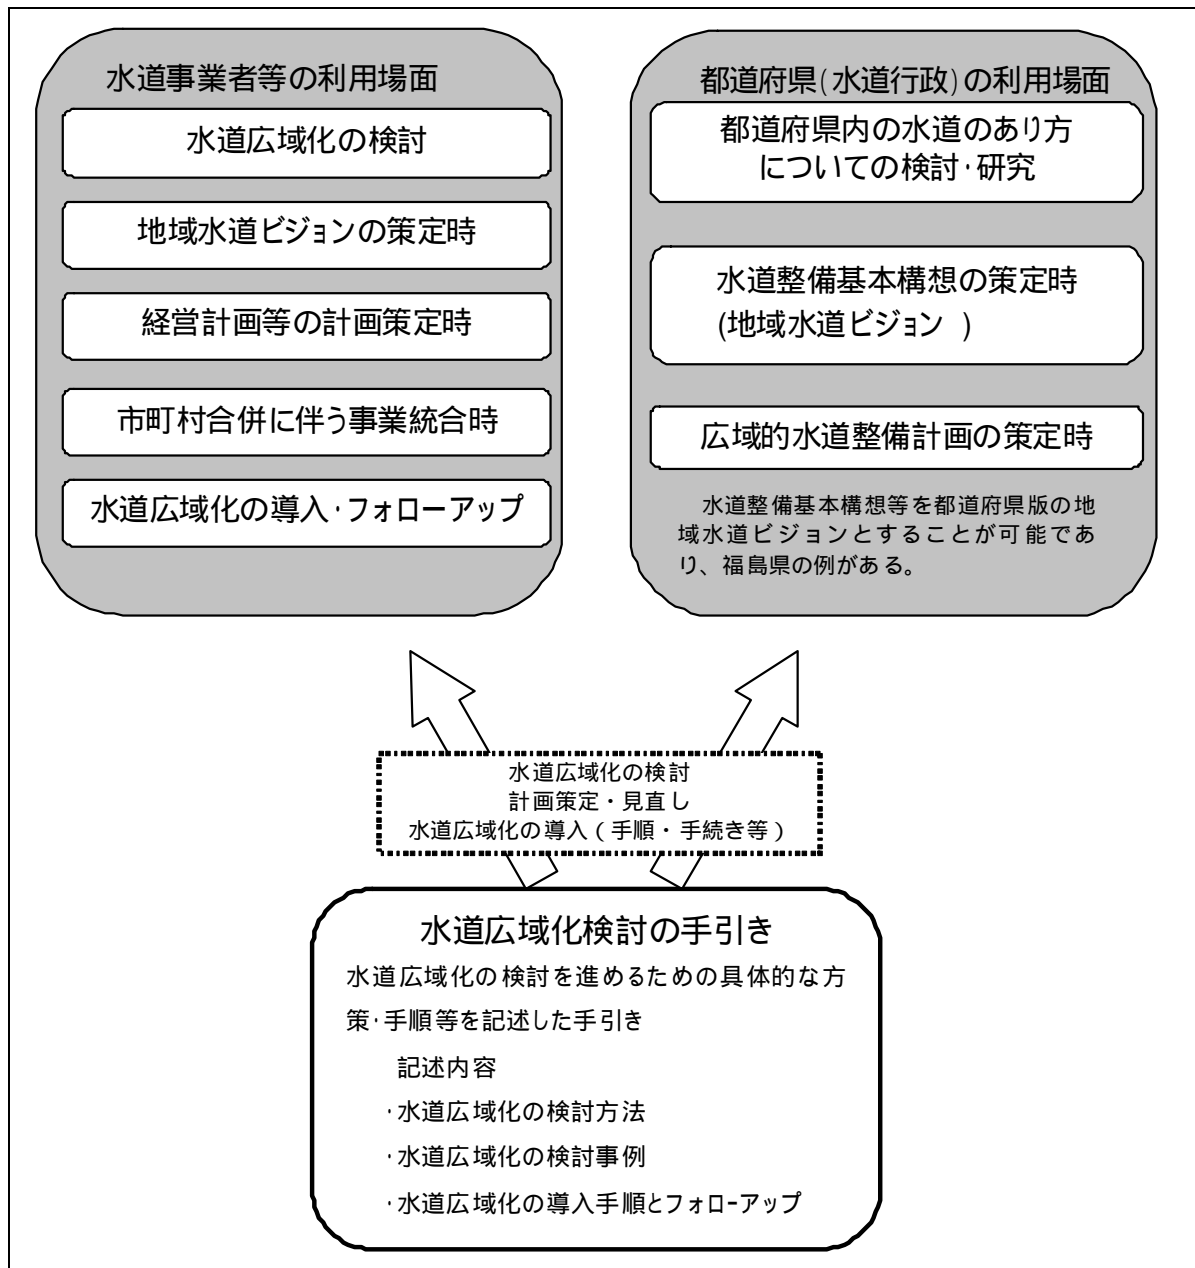 水道事業者等の利用場面
水道広域化の検討
地域水道ビジョンの策定時
経営計画等の計画策定時
市町村合併に伴う事業統合時
水道広域化の導入・フォローアップ
都道府県(水道行政)の利用場面
都道府県内の水道のあり方
についての検討・研究
水道整備基本構想の策定時
(地域水道ビジョン )
広域的水道整備計画の策定時
水道整備基本構想等を都道府県版の地
域水道ビジョンとすることが可能であ
り、福島県の例がある。
水道広域化の検討
計画策定・見直し
水道広域化の導入(手順・手続き等)
水道広域化検討の手引き
水道広域化の検討を進めるための具体的な方
策・手順等を記述した手引き
記述内容
・水道広域化の検討方法
・水道広域化の検討事例
・水道広域化の導入手順とフォローアップ